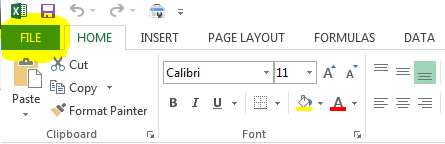 FILE HOME INSERT PAGE LAYOUT FORMULAS DATA
Cut
Calibri 11 A A
Copy
Paste
Format Painter
B I U A
Clipboard Font